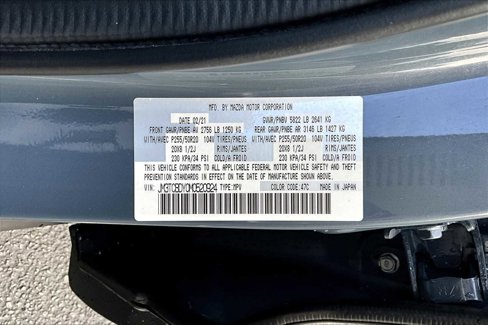 MFD. BY MAZDA MOTOR CORPORATION
DATE 02/21 GVWR/PNBV 5822 LB 2641 KG
FRONT GAWR/PNBE AV 2756 LB 1250 KG REAR GAWR/PNBE AR 3146 LB 1427 KG
WITH/AVEC P255/50R20 104V TIRES/PNEUS WITH/AVEC P255/50R20 104V TIRES/PNEUS
20X8 1/2J RIMS/JANTES 20X8 1/2J RIMS/JANTES
230 KPA/34 PSI COLD/A FROID 230 KPA/34 PSI COLD/A FROID
THIS VEHICLE CONFORMS TO ALL APPLICABLE FEDERAL MOTOR VEHICLE SAFETY AND
THEFT PREVENTION STANDARDS IN EFFECT ON THE DATE OF MANUFACTURE
SHOWN ABOVE.
VIN: TYPE:MPV COLOR CODE:47C MADE IN JAPAN